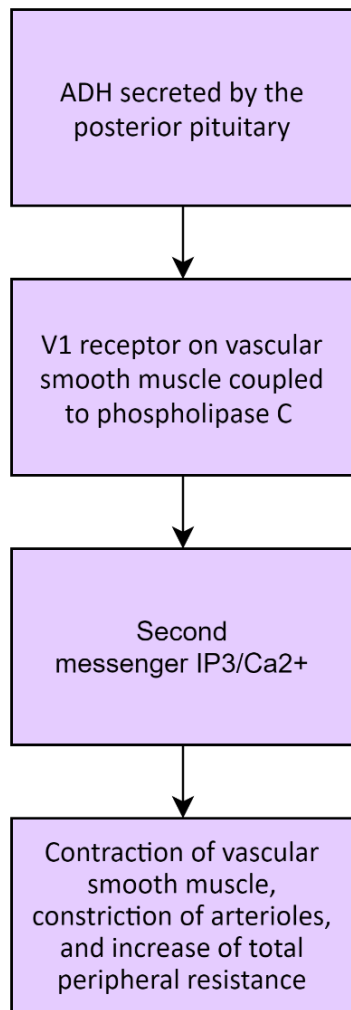 ADH secreted by the
posterior pituitary
V1 receptor on vascular
smooth muscle coupled
to phospholipase C
Second
messenger IP3/Ca2+
Contraction of vascular
smooth muscle,
constriction of arterioles,
and increase of total
peripheral resistance